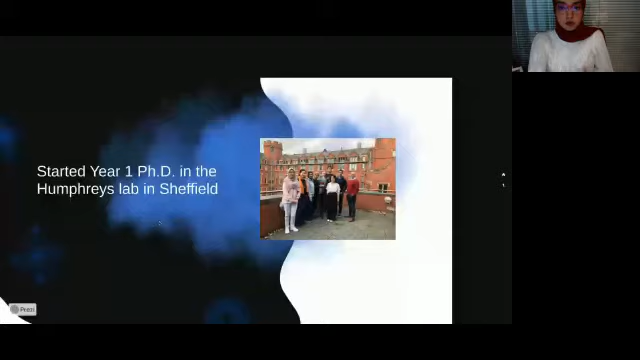 Started Year 1 Ph.D. in the
Humphreys lab in Sheffield
Prezi